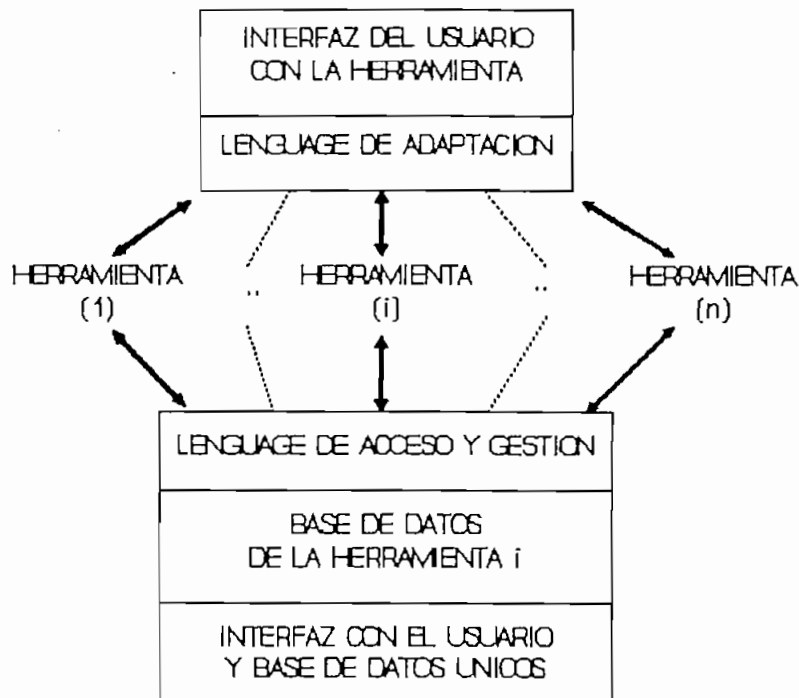 INTERFAZ DEL USUARIO
CON LA HERRAMIENTA
LENGUAGE DE ADAPTACION
HERRAMIENTA
(1)
..
HERRAMIENTA
(i)
..
HERRAMIENTA
(n)
LENGUAGE DE ACCESO Y GESTION
BASE DE DATOS
DE LA HERRAMIENTA i
INTERFAZ CON EL USUARIO
Y BASE DE DATOS UNICOS